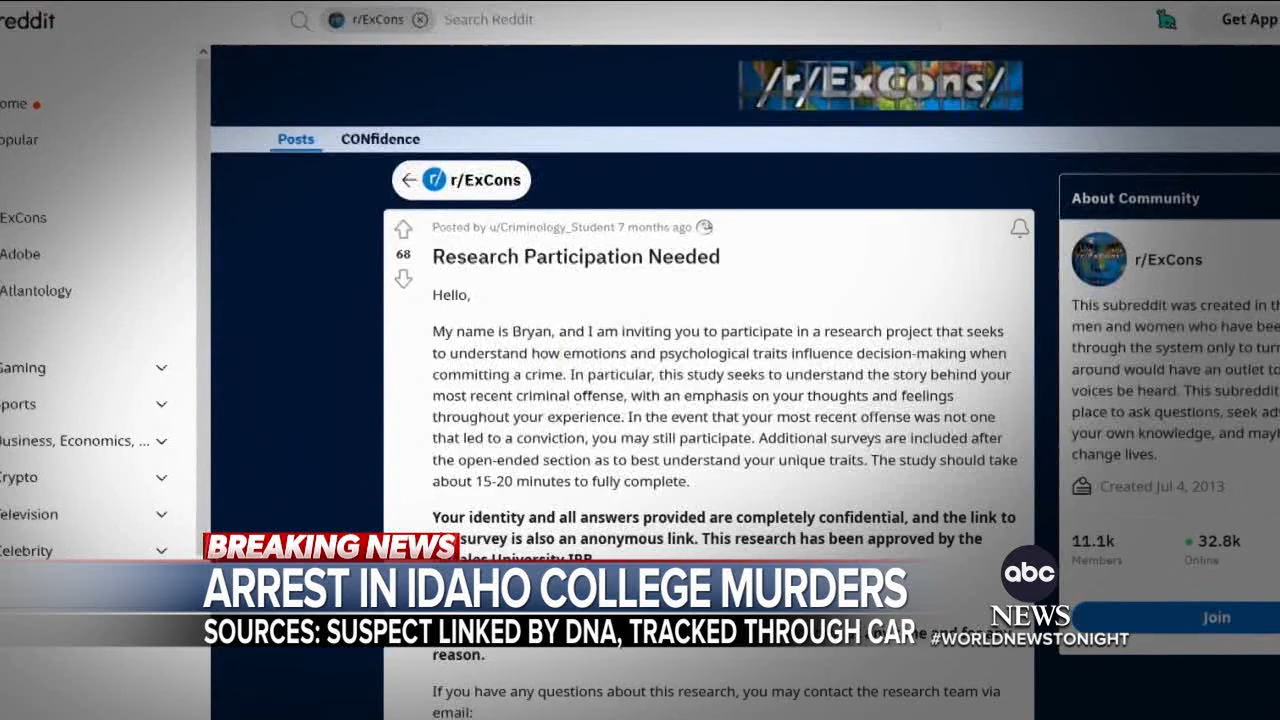 reddit
r/ExCons
Search Reddit
Get App
ome
opular
ExCons
Adobe
Atlantology
Gaming
ports
usiness, Economics, ...
rypto
elevision
elebrity
/r/ExCons/
Posts
CONfidence
r/ r/ExCons
Posted by u/Criminology_Student 7 months ago
68
Research Participation Needed
Hello,
My name is Bryan, and I am inviting you to participate in a research project that seeks
to understand how emotions and psychological traits influence decision-making when
committing a crime. In particular, this study seeks to understand the story behind your
most recent criminal offense, with an emphasis on your thoughts and feelings
throughout your experience. In the event that your most recent offense was not one
that led to a conviction, you may still participate. Additional surveys are included after
the open-ended section as to best understand your unique traits. The study should take
about 15-20 minutes to fully complete.
Your identity and all answers provided are completely confidential, and the link to
survey is also an anonymous link. This research has been approved by the
University IRB
reason.
If you have any questions about this research, you may contact the research team via
email:
About Community
r/ExCons
This subreddit was created in th
men and women who have bee
through the system only to turn
around would have an outlet to
voices be heard. This subreddit
place to ask questions, seek ad
your own knowledge, and mayb
change lives.
Created Jul 4, 2013
11.1k
Members
32.8k
Online
Join
BREAKING NEWS
ARREST IN IDAHO COLLEGE MURDERS
SOURCES: SUSPECT LINKED BY DNA, TRACKED THROUGH CAR
abc
NEWS
#WORLDNEWSTONIGHT